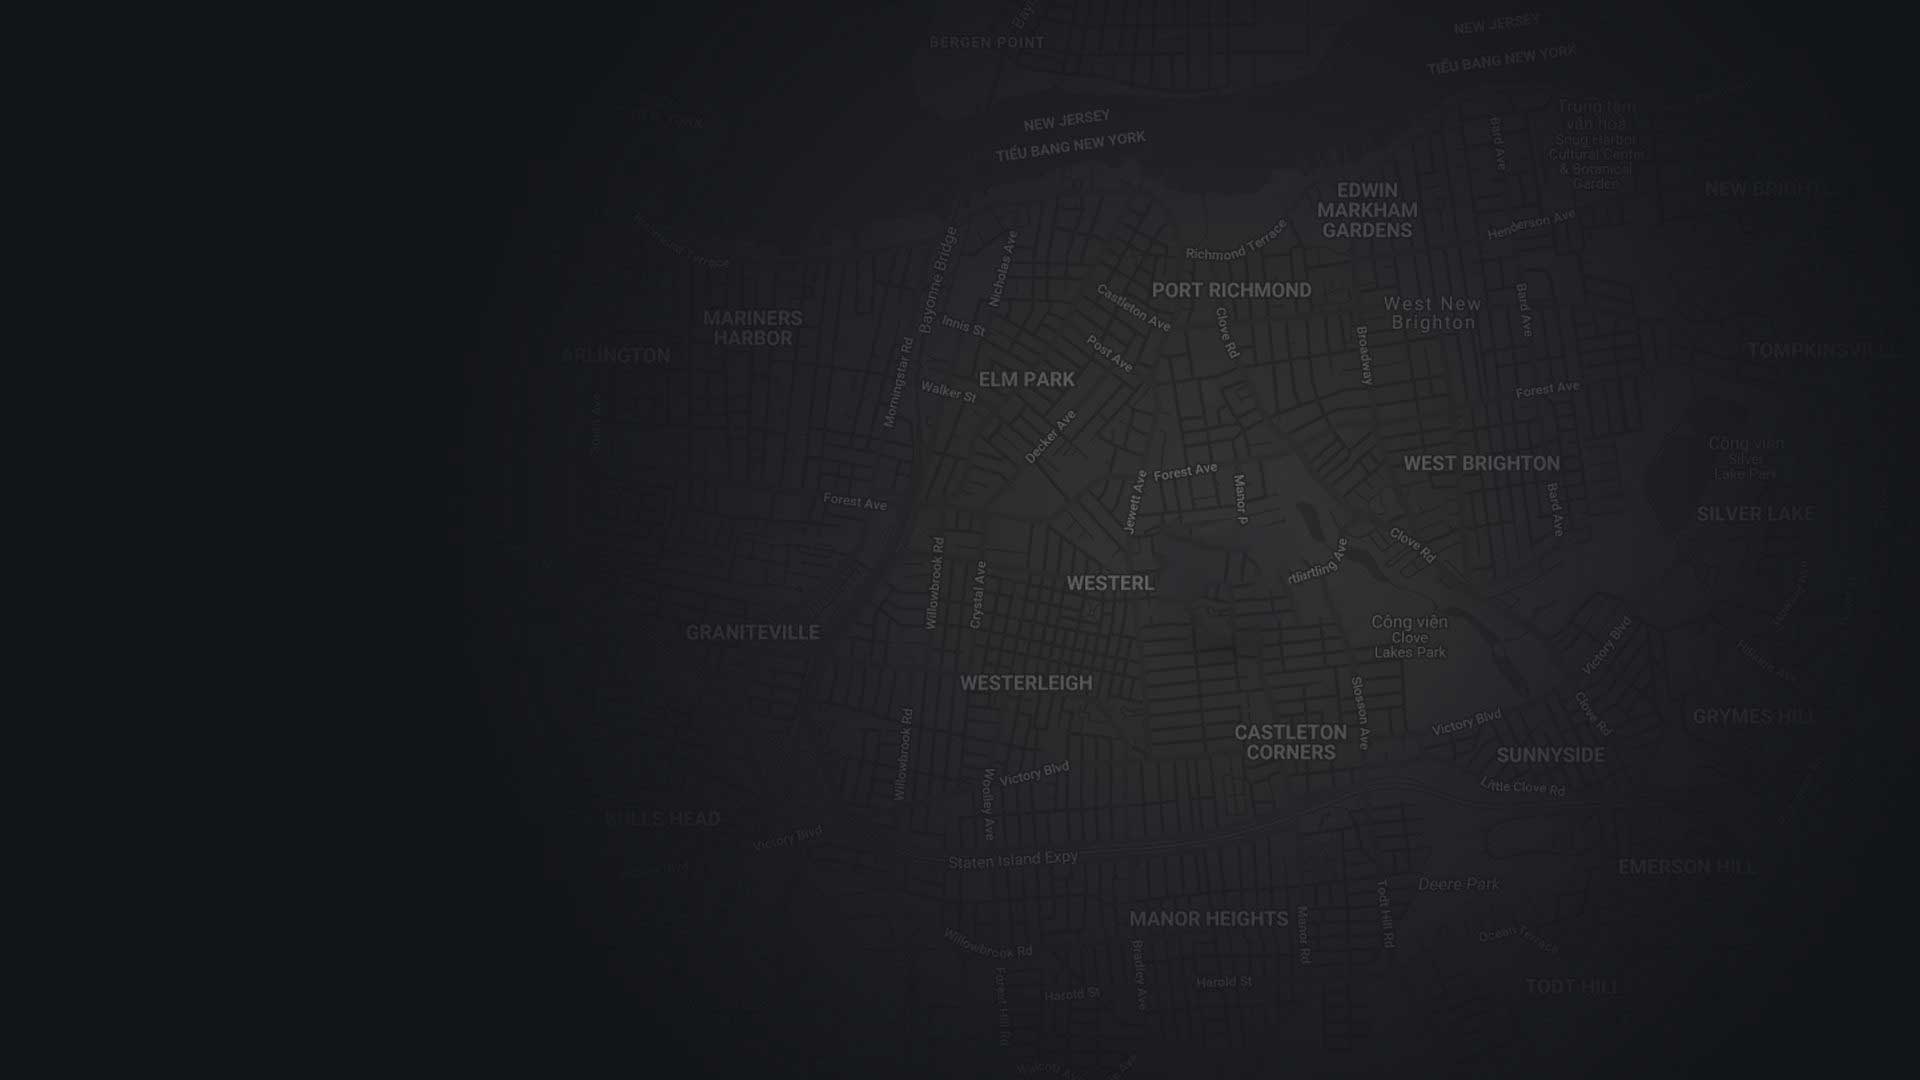 BERGEN POINT
NEW JERSEY
TIỂU BANG NEW YORK
NEW JERSEY
TIỂU BANG NEW YORK
Trung tâm
văn hoá
Snug Harbor
Cultural Center
& Botanical
Garden
Bard Ave
NEW YORK
EDWIN
MARKHAM
GARDENS
Henderson Ave
Richmond Terrace
Richmond Terrace
Bayonne Bridge
Nicholas Ave
PORT RICHMOND
West New
Brighton
Bard Ave
MARINERS
HARBOR
Castleton Ave
Innis St
Clove Rd
Post Ave
Broadway
ARLINGTON
TOMPKINSVILLE
Morningstar Rd
ELM PARK
Walker St
Forest Ave
Decker Ave
Công viên
Silver
Lake Park
WEST BRIGHTON
Forest Ave
Jewett Ave
Manor
Forest Ave
Bard Ave
SILVER LAKE
Clove Rd
Willowbrook Rd
Crystal Ave
WESTERL
rtliartling Ave
GRANITEVILLE
Công viên
Clove
Lakes Park
Victory Blvd
WESTERLEIGH
Slosson Ave
Clove Rd
GRYMES HILL
Victory Blvd
Willowbrook Rd
CASTLETON
CORNERS
SUNNYSIDE
Victory Blvd
Woolley Ave
Little Clove Rd
BULLS HEAD
Victory Blvd
Staten Island Expy
EMERSON HILL
Deere Park
Todt Hill Rd
MANOR HEIGHTS
Manor Rd
Willowbrook Rd
Ocean Terrace
Bradley Ave
Forest Hill Rd
Harold St
Harold St
TODT HILL